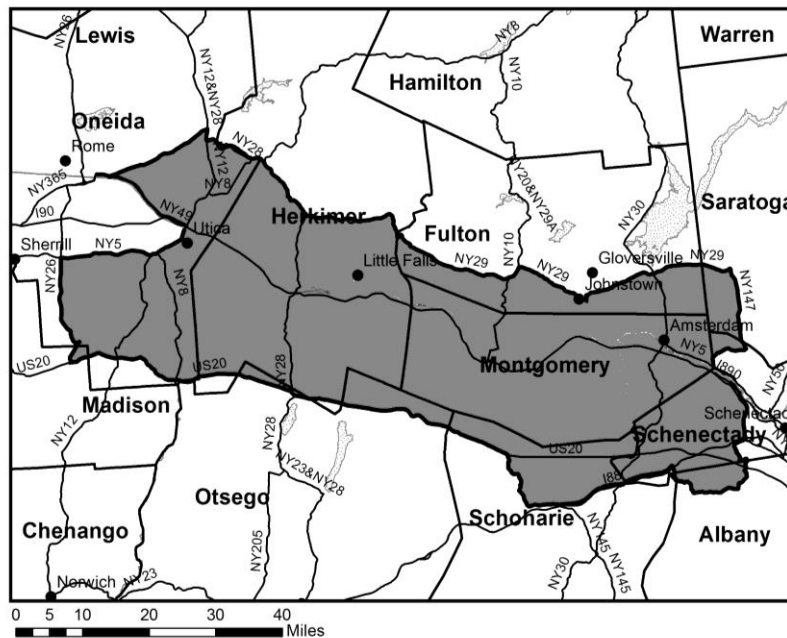 NY26
Lewis
NY12&NY28
NY8
Warren
Hamilton
NY10
Oneida
Rome
NY28
NY12
NY8
NY365
I90
NY49
Utica
Herkimer
NY20&NY29A
NY30
Saratoga
Fulton
NY10
Sherrill
NY5
NY26
NY8
Little Falls
NY29
NY29
Gloversville
Johnstown
NY29
NY147
Amsterdam
NY5
US20
US20
NY28
Montgomery
I890
NY50
Madison
NY12
Schenectady
NY28
US20
NY23&NY28
I88
Otsego
Schoharie
Albany
Chenango
NY205
NY145
NY30
NY145
Norwich
NY23
0 5 10 20 30 40
Miles